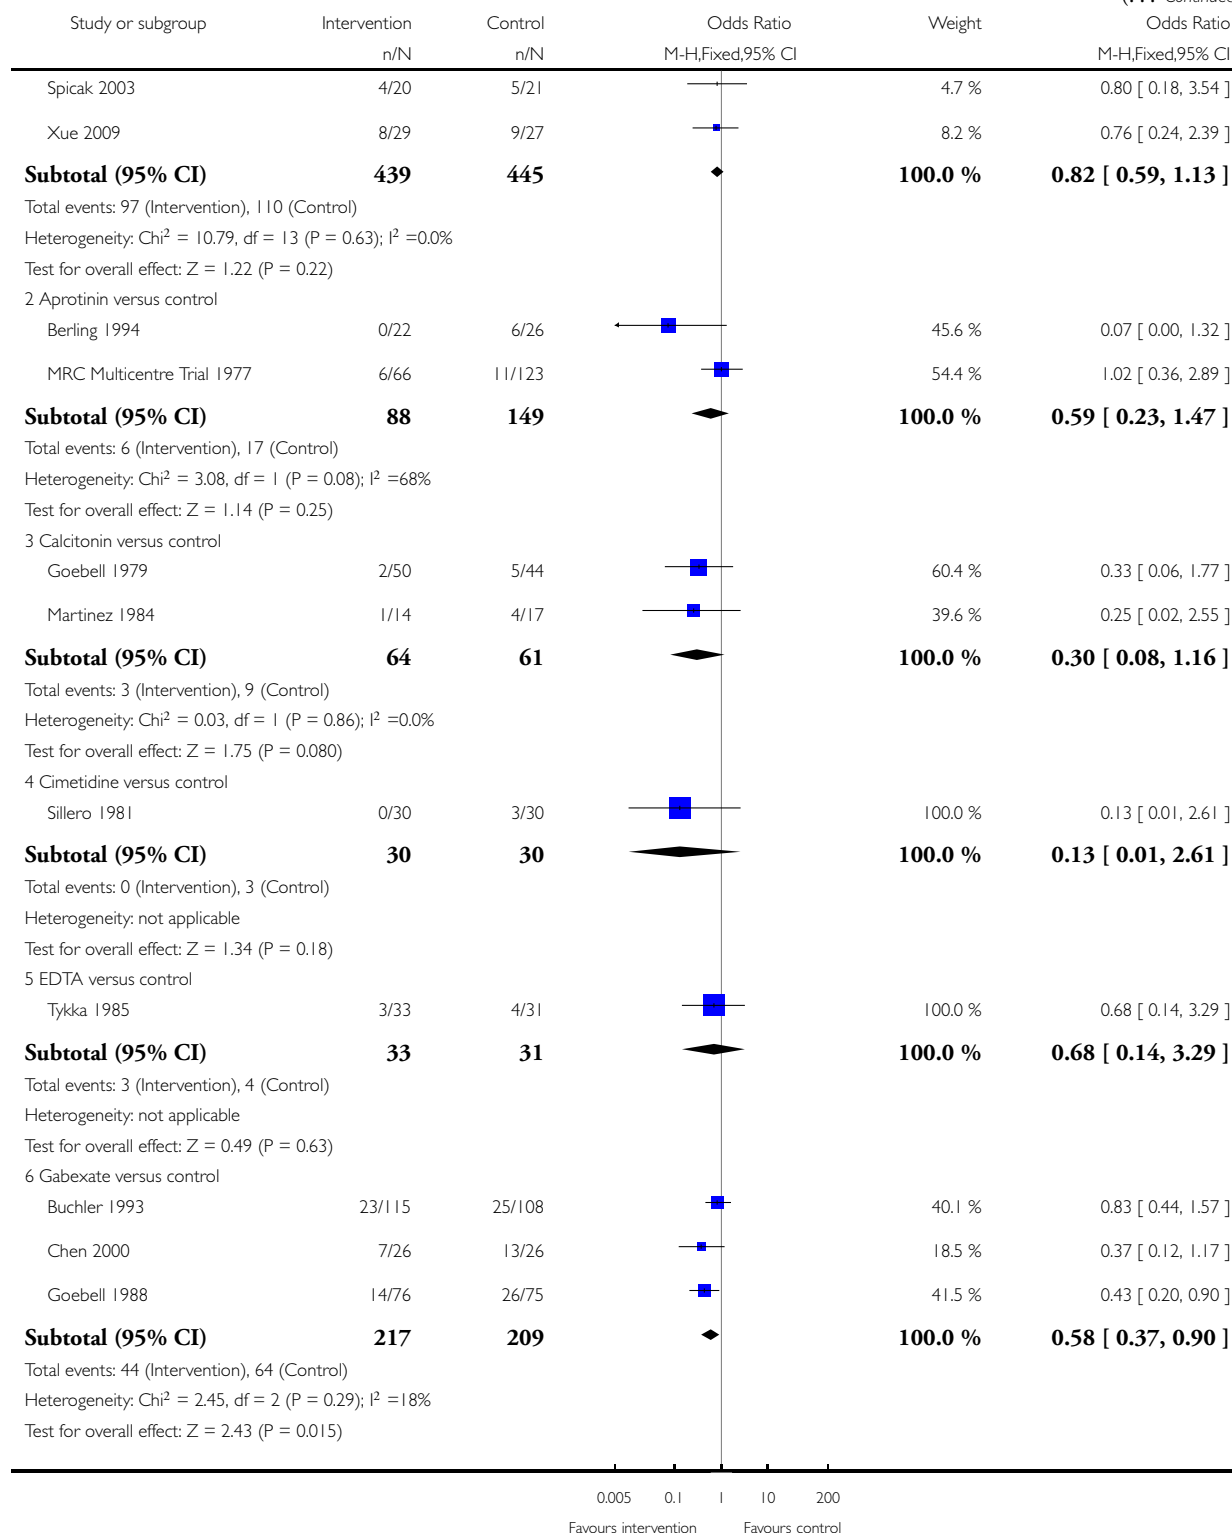 Study or subgroup Intervention Control Odds Ratio Weight Odds Ratio
n/N n/N M-H,Fixed,95% CI M-H,Fixed,95% CI
Spicak 2003 4/20 5/21 4.7 % 0.80 [ 0.18, 3.54 ]
Xue 2009 8/29 9/27 8.2 % 0.76 [ 0.24, 2.39 ]
Subtotal (95% CI) 439 445 100.0 % 0.82 [ 0.59, 1.13 ]
Total events: 97 (Intervention), 110 (Control)
Heterogeneity: Chi² = 10.79, df = 13 (P = 0.63); I² =0.0%
Test for overall effect: Z = 1.22 (P = 0.22)
2 Aprotinin versus control
Berling 1994 0/22 6/26 45.6 % 0.07 [ 0.00, 1.32 ]
MRC Multicentre Trial 1977 6/66 11/123 54.4 % 1.02 [ 0.36, 2.89 ]
Subtotal (95% CI) 88 149 100.0 % 0.59 [ 0.23, 1.47 ]
Total events: 6 (Intervention), 17 (Control)
Heterogeneity: Chi² = 3.08, df = 1 (P = 0.08); I² =68%
Test for overall effect: Z = 1.14 (P = 0.25)
3 Calcitonin versus control
Goebell 1979 2/50 5/44 60.4 % 0.33 [ 0.06, 1.77 ]
Martinez 1984 1/14 4/17 39.6 % 0.25 [ 0.02, 2.55 ]
Subtotal (95% CI) 64 61 100.0 % 0.30 [ 0.08, 1.16 ]
Total events: 3 (Intervention), 9 (Control)
Heterogeneity: Chi² = 0.03, df = 1 (P = 0.86); I² =0.0%
Test for overall effect: Z = 1.75 (P = 0.080)
4 Cimetidine versus control
Sillero 1981 0/30 3/30 100.0 % 0.13 [ 0.01, 2.61 ]
Subtotal (95% CI) 30 30 100.0 % 0.13 [ 0.01, 2.61 ]
Total events: 0 (Intervention), 3 (Control)
Heterogeneity: not applicable
Test for overall effect: Z = 1.34 (P = 0.18)
5 EDTA versus control
Tykka 1985 3/33 4/31 100.0 % 0.68 [ 0.14, 3.29 ]
Subtotal (95% CI) 33 31 100.0 % 0.68 [ 0.14, 3.29 ]
Total events: 3 (Intervention), 4 (Control)
Heterogeneity: not applicable
Test for overall effect: Z = 0.49 (P = 0.63)
6 Gabexate versus control
Buchler 1993 23/115 25/108 40.1 % 0.83 [ 0.44, 1.57 ]
Chen 2000 7/26 13/26 18.5 % 0.37 [ 0.12, 1.17 ]
Goebell 1988 14/76 26/75 41.5 % 0.43 [ 0.20, 0.90 ]
Subtotal (95% CI) 217 209 100.0 % 0.58 [ 0.37, 0.90 ]
Total events: 44 (Intervention), 64 (Control)
Heterogeneity: Chi² = 2.45, df = 2 (P = 0.29); I² =18%
Test for overall effect: Z = 2.43 (P = 0.015)
0.005 0.1 1 10 200
Favours intervention Favours control